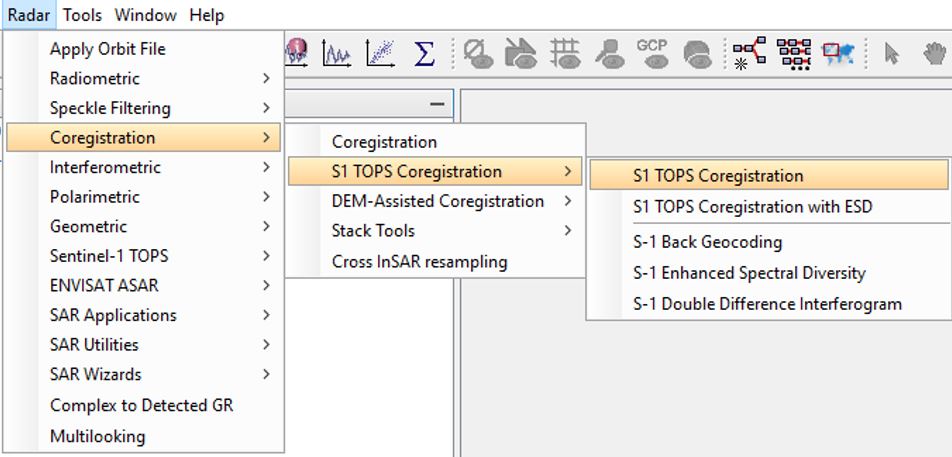 Radar Tools Window Help
Apply Orbit File
Radiometric
Speckle Filtering
Coregistration
Interferometric
Polarimetric
Geometric
Sentinel-1 TOPS
ENVISAT ASAR
SAR Applications
SAR Utilities
SAR Wizards
Complex to Detected GR
Multilooking
Σ
GCP
Coregistration
S1 TOPS Coregistration
DEM-Assisted Coregistration
Stack Tools
Cross InSAR resampling
S1 TOPS Coregistration
S1 TOPS Coregistration with ESD
S-1 Back Geocoding
S-1 Enhanced Spectral Diversity
S-1 Double Difference Interferogram